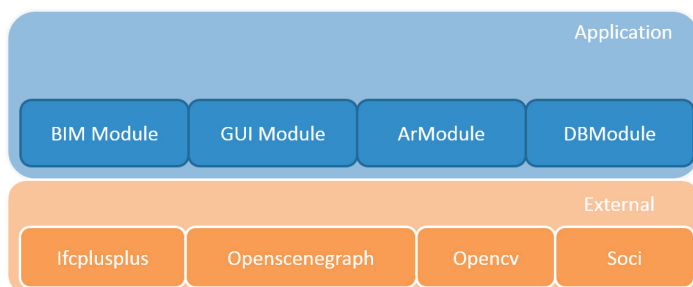 Application
BIM Module GUI Module ArModule DBModule
External
Ifcplusplus Openscenegraph Opencv Soci